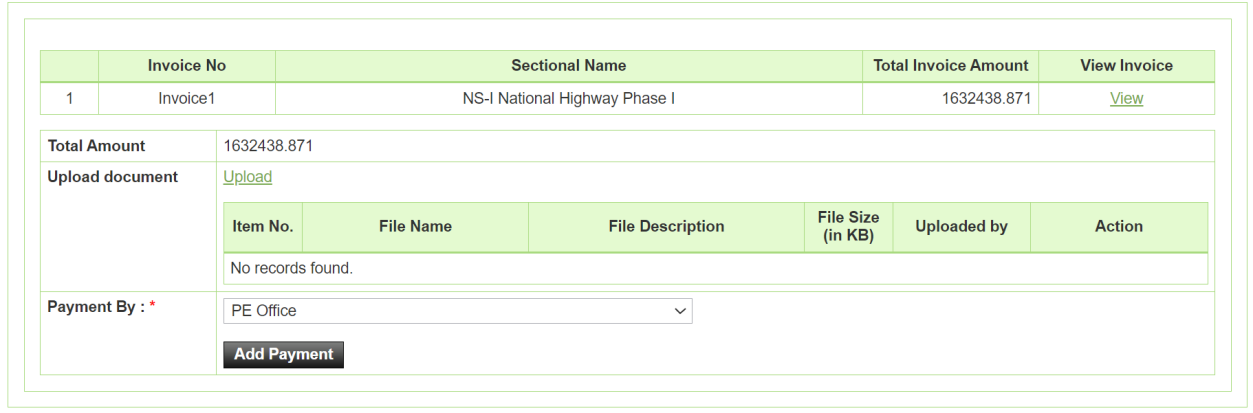 Invoice No Sectional Name Total Invoice Amount View Invoice
1 Invoice1 NS-I National Highway Phase I 1632438.871 View
Total Amount 1632438.871
Upload document Upload
Item No. File Name File Description File Size (in KB) Uploaded by Action
No records found.
Payment By : * PE Office
Add Payment